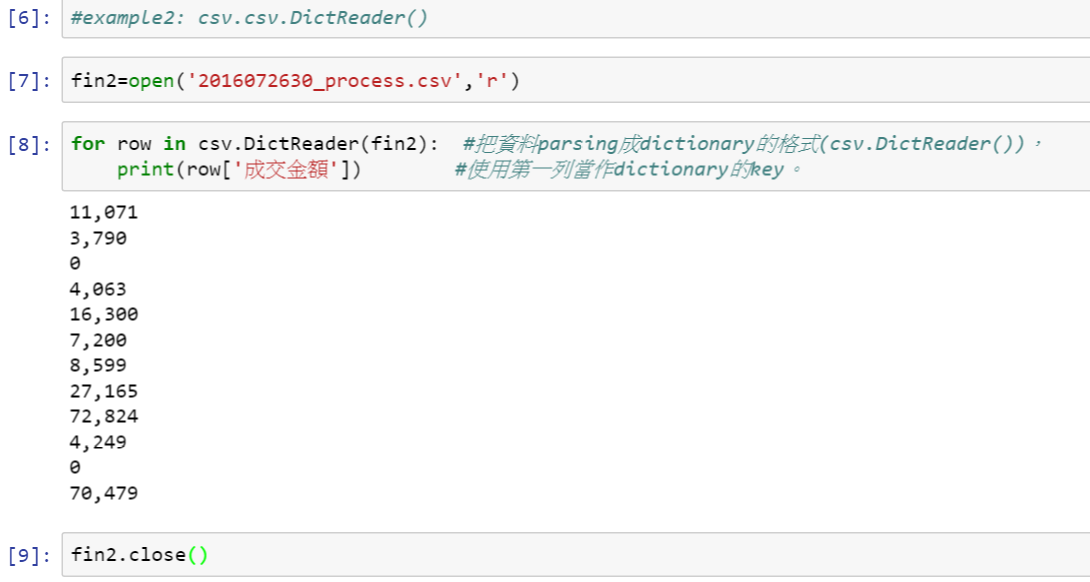 [6]: #example2: csv.csv.DictReader()
[7]: fin2=open('2016072630_process.csv','r')
[8]: for row in csv.DictReader(fin2):  #把資料parsing成dictionary的格式(csv.DictReader())，
    print(row['成交金額'])        #使用第一列當作dictionary的key。
11,071
3,790
0
4,063
16,300
7,200
8,599
27,165
72,824
4,249
0
70,479
[9]: fin2.close()